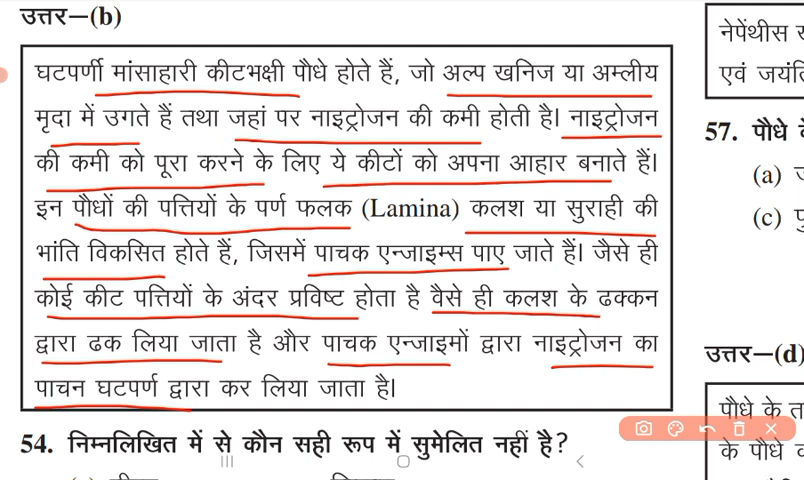 उत्तर—(b)
घटपर्णी मांसाहारी कीटभक्षी पौधे होते हैं, जो अल्प खनिज या अम्लीय
मृदा में उगते हैं तथा जहां पर नाइट्रोजन की कमी होती है। नाइट्रोजन
की कमी को पूरा करने के लिए ये कीटों को अपना आहार बनाते हैं।
इन पौधों की पत्तियों के पर्ण फलक (Lamina) कलश या सुराही की
भांति विकसित होते हैं, जिसमें पाचक एन्जाइम्स पाए जाते हैं। जैसे ही
कोई कीट पत्तियों के अंदर प्रविष्ट होता है वैसे ही कलश के ढक्कन
द्वारा ढक लिया जाता है और पाचक एन्जाइमों द्वारा नाइट्रोजन का
पाचन घटपर्ण द्वारा कर लिया जाता है।
54. निम्नलिखित में से कौन सही रूप में सुमेलित नहीं है?
नेपेंथीस
एवं
57. पौधे
(a)
(c)
उत्तर—(d)
पौधे के
के पौधे